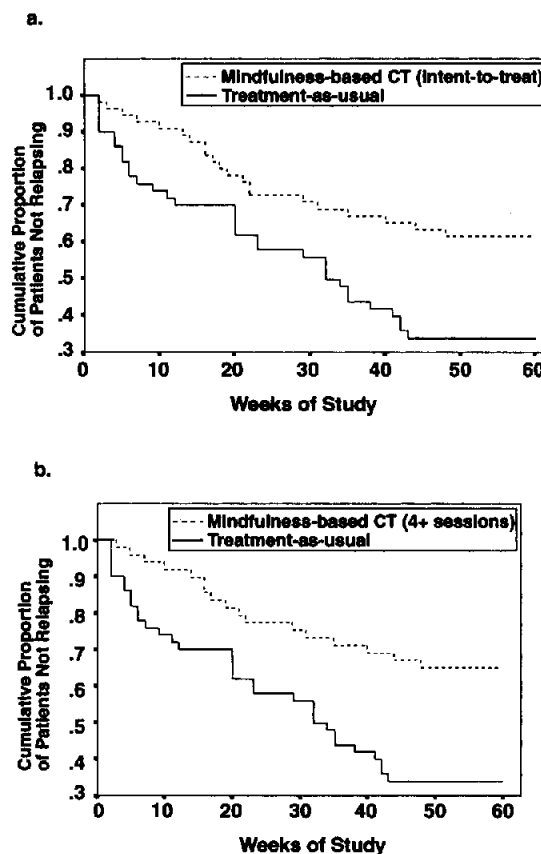 a.
Mindfulness-based CT (intent-to-treat)
Treatment-as-usual
Cumulative Proportion
of Patients Not Relapsing
1.0
.9
.8
.7
.6
.5
.4
.3
0 10 20 30 40 50 60
Weeks of Study
b.
Mindfulness-based CT (4+ sessions)
Treatment-as-usual
Cumulative Proportion
of Patients Not Relapsing
1.0
.9
.8
.7
.6
.5
.4
.3
0 10 20 30 40 50 60
Weeks of Study